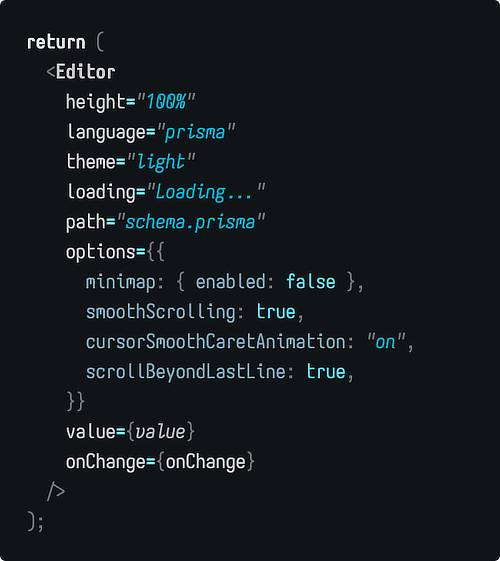 return (
  <Editor
    height="100%"
    language="prisma"
    theme="light"
    loading="Loading..."
    path="schema.prisma"
    options={{
      minimap: { enabled: false },
      smoothScrolling: true,
      cursorSmoothCaretAnimation: "on",
      scrollBeyondLastLine: true,
    }}
    value={value}
    onChange={onChange}
  />
);